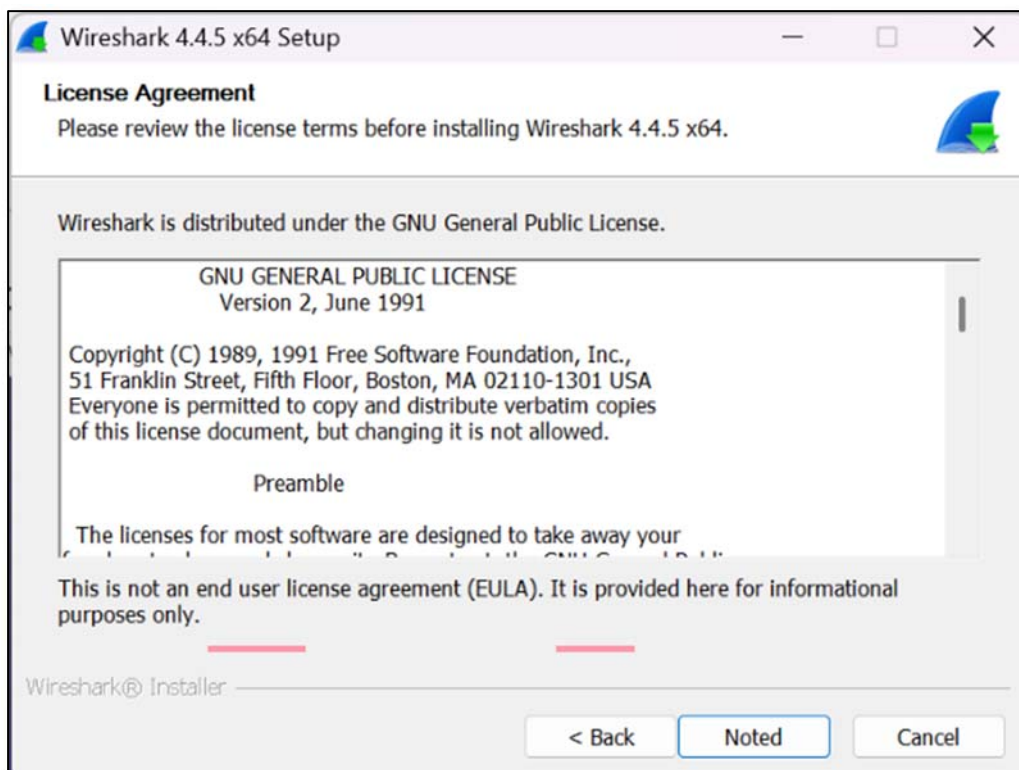 Wireshark 4.4.5 x64 Setup
License Agreement
Please review the license terms before installing Wireshark 4.4.5 x64.
Wireshark is distributed under the GNU General Public License.
GNU GENERAL PUBLIC LICENSE
Version 2, June 1991
Copyright (C) 1989, 1991 Free Software Foundation, Inc.,
51 Franklin Street, Fifth Floor, Boston, MA 02110-1301 USA
Everyone is permitted to copy and distribute verbatim copies
of this license document, but changing it is not allowed.
Preamble
The licenses for most software are designed to take away your
This is not an end user license agreement (EULA). It is provided here for informational
purposes only.
Wireshark® Installer
< Back Noted Cancel